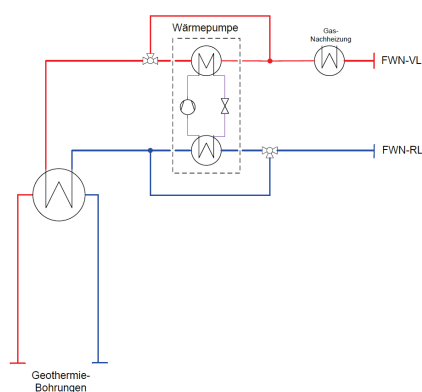 Wärmepumpe
Gas-
Nachheizung
FWN-VL
FWN-RL
Geothermie-
Bohrungen